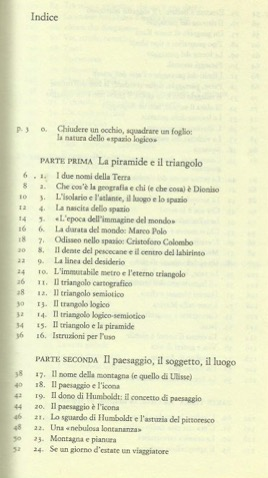 Indice
p. 3 0. Chiudere un occhio, squadrare un foglio:
la natura dello «spazio logico»
PARTE PRIMA La piramide e il triangolo
6 1. I due nomi della Terra
8 2. Che cos'è la geografia e chi (e che cosa) è Dioniso
10 3. L'isolario e l'atlante, il luogo e lo spazio
12 4. La nascita dello spazio
14 5. «L'epoca dell'immagine del mondo»
16 6. La durata del mondo: Marco Polo
18 7. Odisseo nello spazio: Cristoforo Colombo
20 8. Il dente del pescecane e il centro del labirinto
22 9. La linea del desiderio
24 10. L'immutabile metro e l'eterno triangolo
26 11. Il triangolo cartografico
28 12. Il triangolo semiotico
30 13. Il trangolo logico
32 14. Il triangolo logico-semiotico
34 15. Il triangolo e la piramide
36 16. Istruzioni per l'uso
PARTE SECONDA Il paesaggio, il soggetto, il luogo
38 17. Il nome della montagna (e quello di Ulisse)
40 18. Il paesaggio e l'icona
42 19. Il dono di Humboldt: il concetto di paesaggio
44 20. Il paesaggio è l'icona
46 21. Lo sguardo di Humboldt e l'astuzia del pittoresco
48 22. Una «nebulosa lontananza»
50 23. Montagna e pianura
52 24. Se un giorno d'estate un viaggiatore